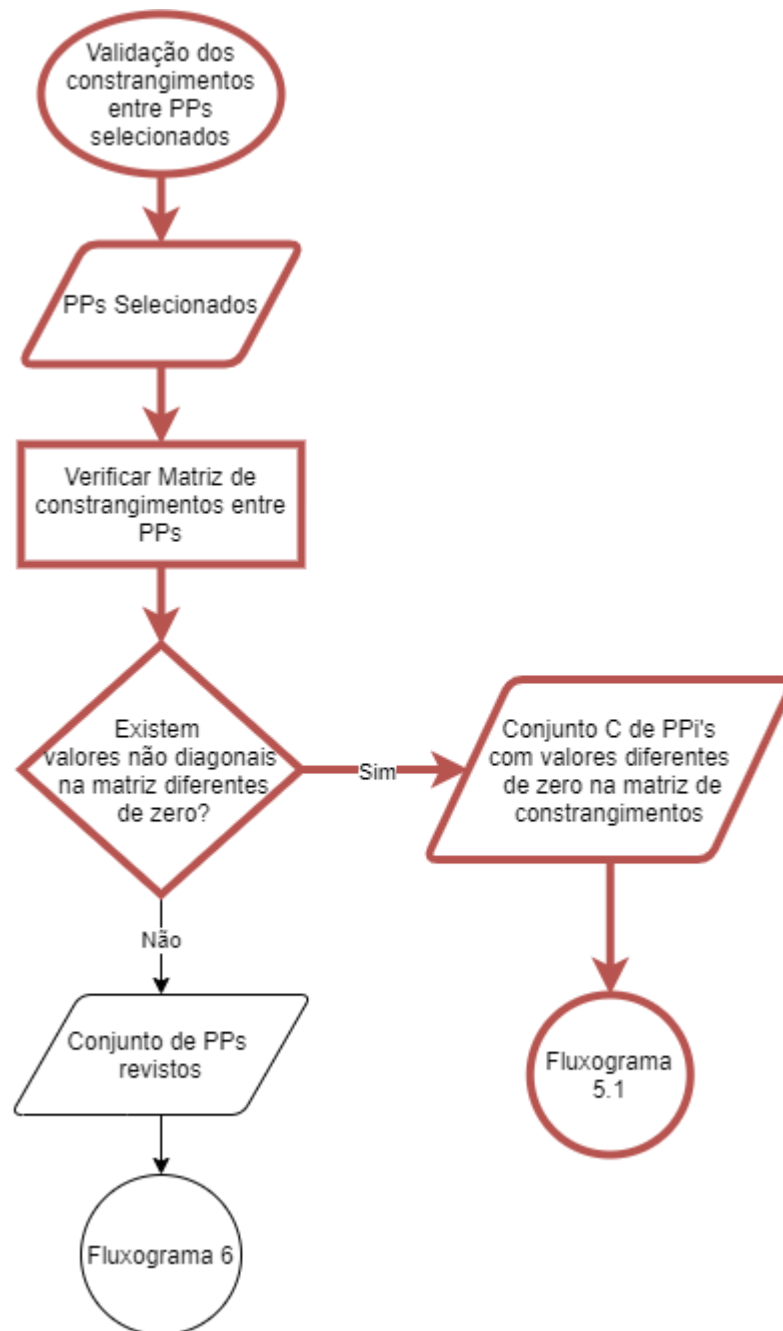 Validação dos
constrangimentos
entre PPs
selecionados
PPs Selecionados
Verificar Matriz de
constrangimentos entre
PPs
Existem
valores não diagonais
na matriz diferentes
de zero?
Sim
Conjunto C de PPi's
com valores diferentes
de zero na matriz de
constrangimentos
Não
Conjunto de PPs
revistos
Fluxograma
5.1
Fluxograma 6